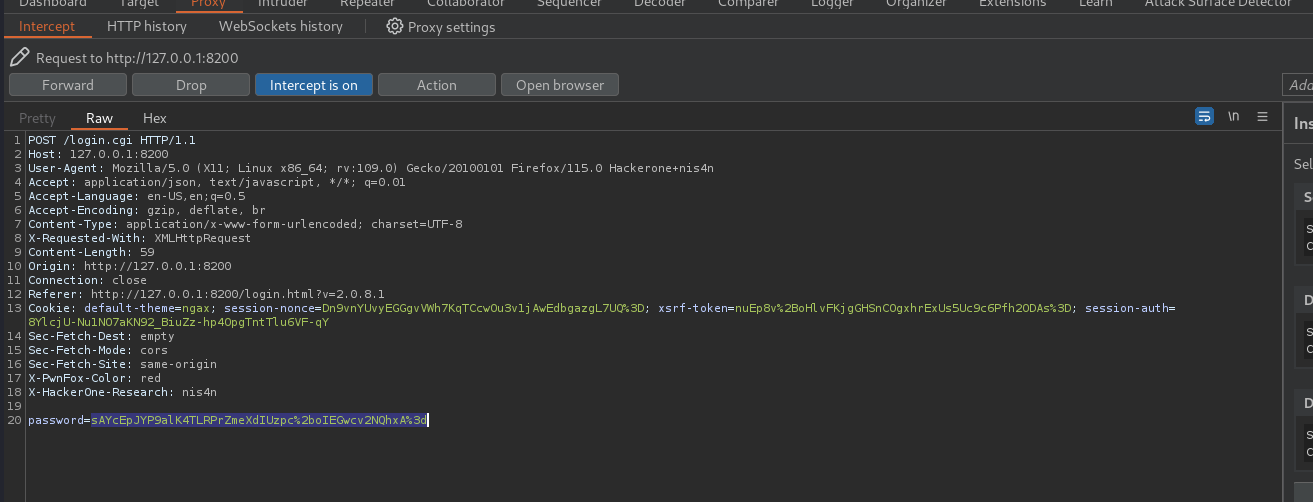 Dashboard Target Proxy Intruder Repeater Collaborator Sequencer Decoder Comparer Logger Organizer Extensions Learn Attack Surface Detector
Intercept HTTP history WebSockets history Proxy settings
Request to http://127.0.0.1:8200
Forward Drop Intercept is on Action Open browser Add
Pretty Raw Hex \n
Ins
Sel
1 POST /login.cgi HTTP/1.1
2 Host: 127.0.0.1:8200
3 User-Agent: Mozilla/5.0 (X11; Linux x86_64; rv:109.0) Gecko/20100101 Firefox/115.0 Hackerone+nis4n
4 Accept: application/json, text/javascript, */*; q=0.01
5 Accept-Language: en-US,en;q=0.5
6 Accept-Encoding: gzip, deflate, br
7 Content-Type: application/x-www-form-urlencoded; charset=UTF-8
8 X-Requested-With: XMLHttpRequest
9 Content-Length: 59
10 Origin: http://127.0.0.1:8200
11 Connection: close
12 Referer: http://127.0.0.1:8200/login.html?v=2.0.8.1
13 Cookie: default-theme=ngax; session-nonce=Dn9vnYUvyEGGgvVWh7KqTCcwOu3v1jAwEdbgazgL7UQ%3D; xsrf-token=nuEp8v%2BoHlvFKjgGHSnCOgxhrExUs5Uc9c6Pfh2ODAs%3D; session-auth=
8YlcjU-Nu1NO7aKN92_BiuZz-hp4OpgTntTlu6VF-qY
14 Sec-Fetch-Dest: empty
15 Sec-Fetch-Mode: cors
16 Sec-Fetch-Site: same-origin
17 X-PwnFox-Color: red
18 X-HackerOne-Research: nis4n
19
20 password=sAYcEpJYP9alK4TLRPrZmeXdIUzpc%2boIEGwcv2NQhxA%3d